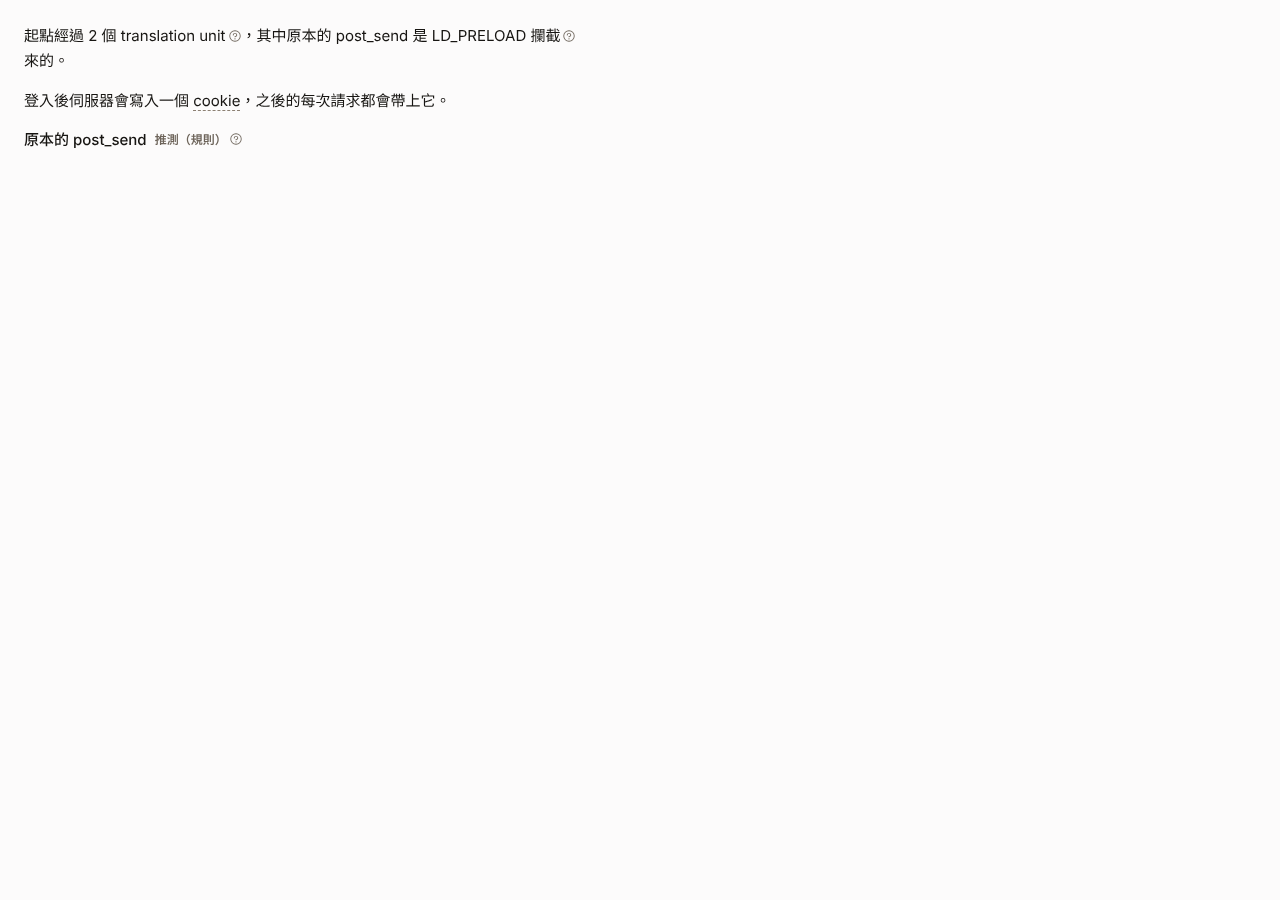 起點經過 2 個 translation unit ?，其中原本的 post_send 是 LD_PRELOAD 攔截 ?
來的。
登入後伺服器會寫入一個 cookie，之後的每次請求都會帶上它。
原本的 post_send 推測（規則） ?